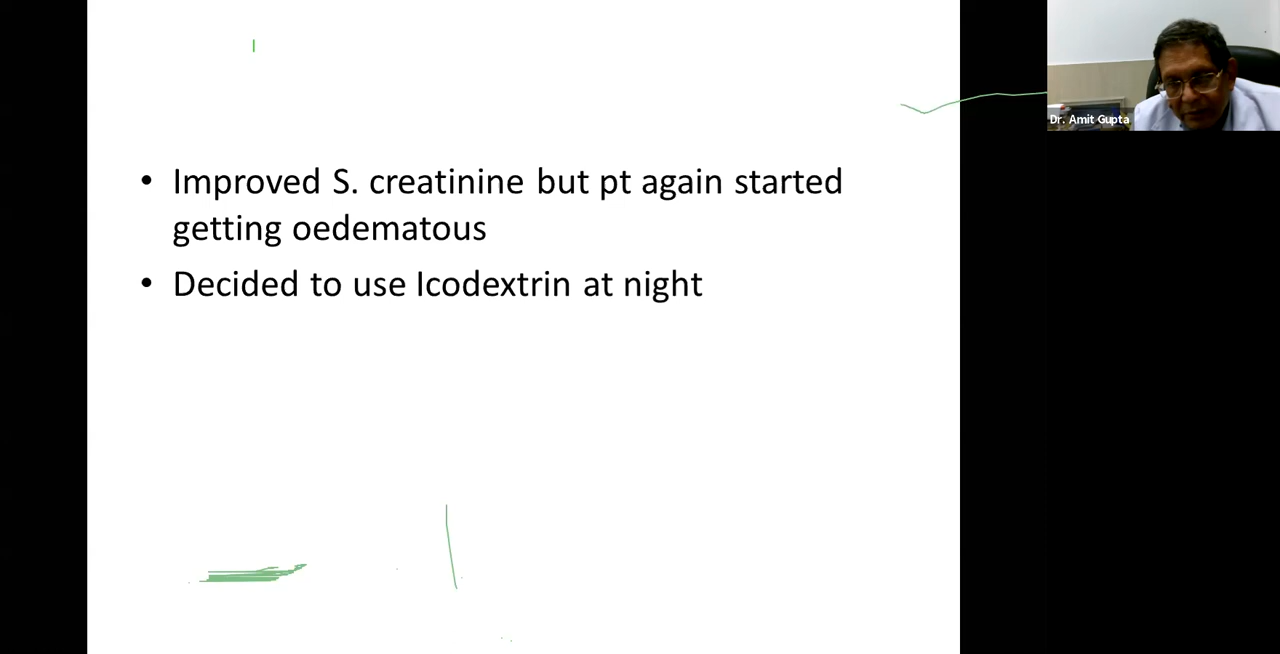 Dr. Amit Gupta
• Improved S. creatinine but pt again started
getting oedematous
• Decided to use Icodextrin at night